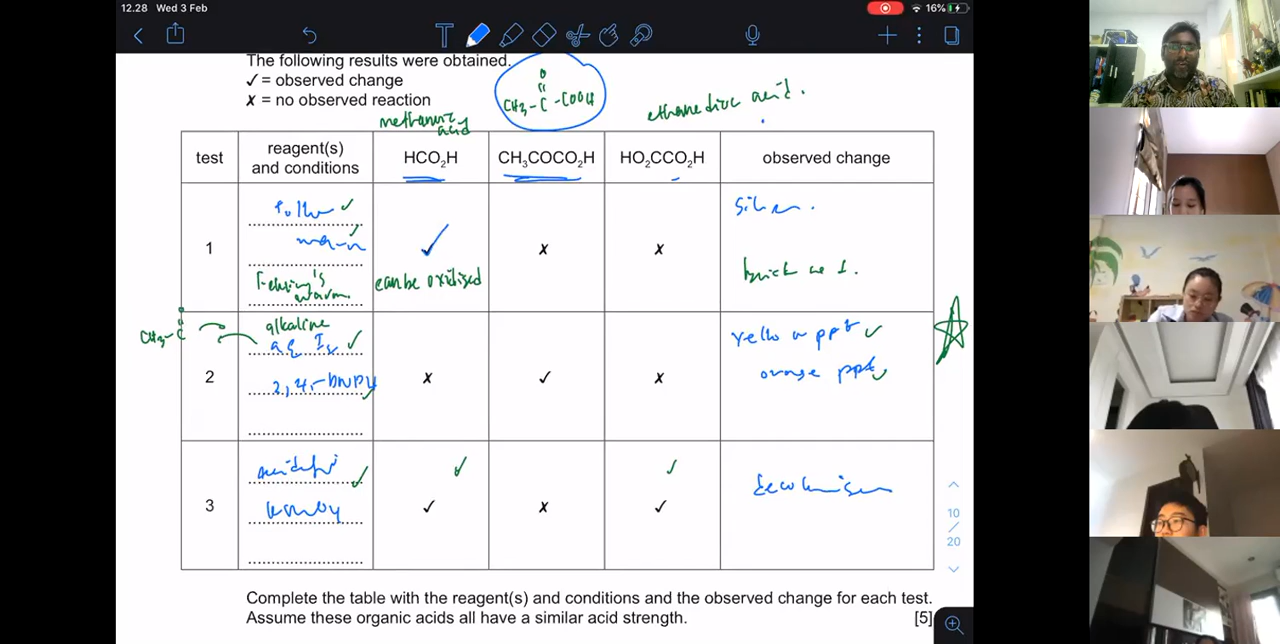 12.28 Wed 3 Feb
16%
The following results were obtained.
✓ = observed change
✗ = no observed reaction
O
CH3-C-COOH
methanoic acid
ethanedioic acid.
test
reagent(s) and conditions
HCO₂H
CH₃COCO₂H
HO₂CCO₂H
observed change
1
Tollen ✓
warm
Fehling's
warm
✓
can be oxidised
✗
✗
Silver.
brick red.
CH3-C
2
alkaline
aq I₂ ✓
2,4-DNPH
✗
✓
✗
yellow ppt ✓
orange ppt ✓
3
acidified ✓
KMnO4
✓
✓
✗
✓
✓
decolourise
10
/
20
Complete the table with the reagent(s) and conditions and the observed change for each test.
Assume these organic acids all have a similar acid strength.
[5]